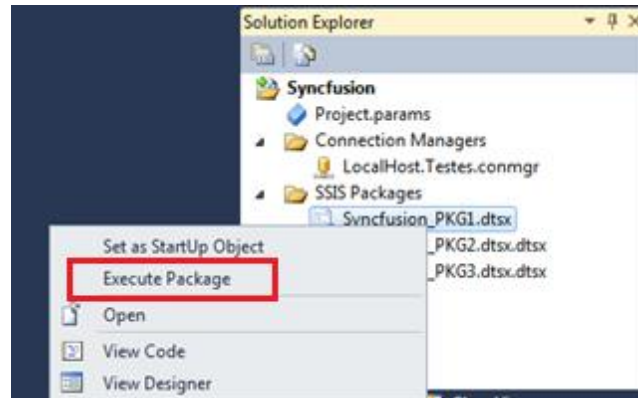 Solution Explorer
Syncfusion
Project.params
Connection Managers
LocalHost.Testes.conmgr
SSIS Packages
Syncfusion_PKG1.dtsx
Set as StartUp Object
_PKG2.dtsx.dtsx
Execute Package
_PKG3.dtsx.dtsx
Open
View Code
View Designer